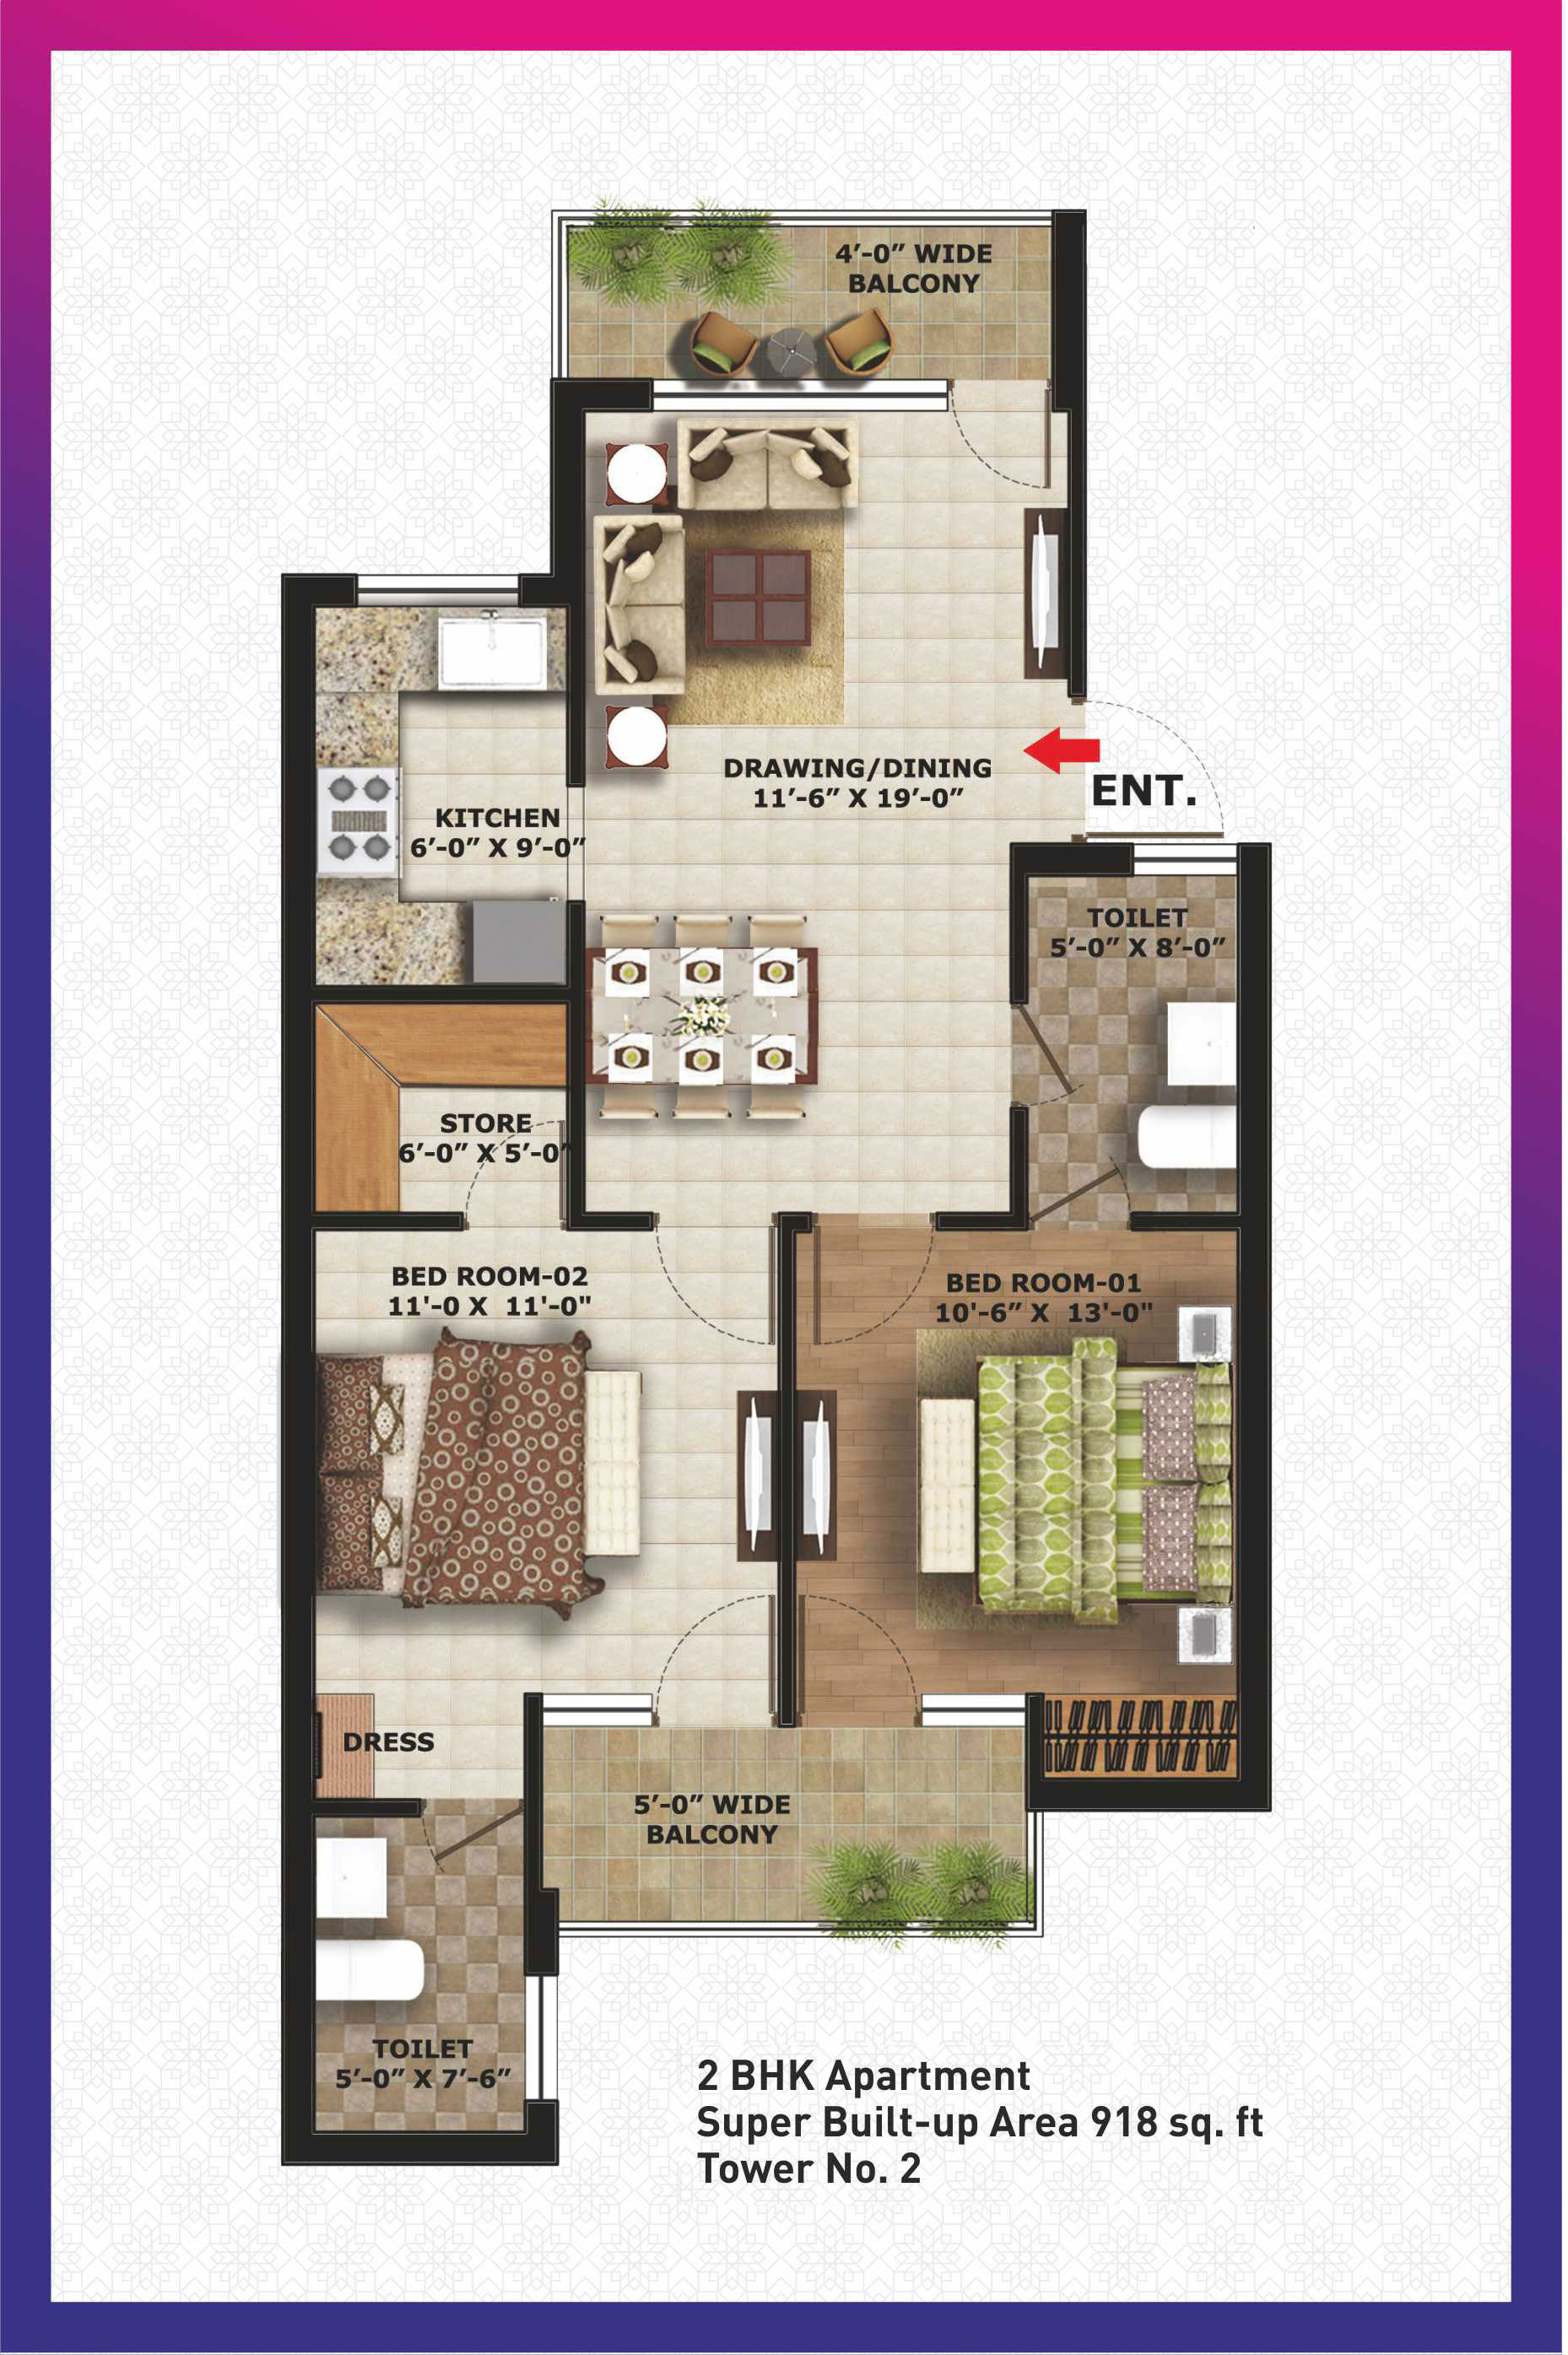 4’-0” WIDE
BALCONY
DRAWING/DINING
11’-6” X 19’-0”
ENT.
KITCHEN
6’-0” X 9’-0”
TOILET
5’-0” X 8’-0”
STORE
6’-0” X 5’-0”
BED ROOM-02
11'-0 X 11'-0"
BED ROOM-01
10'-6” X 13'-0"
DRESS
5’-0” WIDE
BALCONY
TOILET
5’-0” X 7’-6”
2 BHK Apartment
Super Built-up Area 918 sq. ft
Tower No. 2